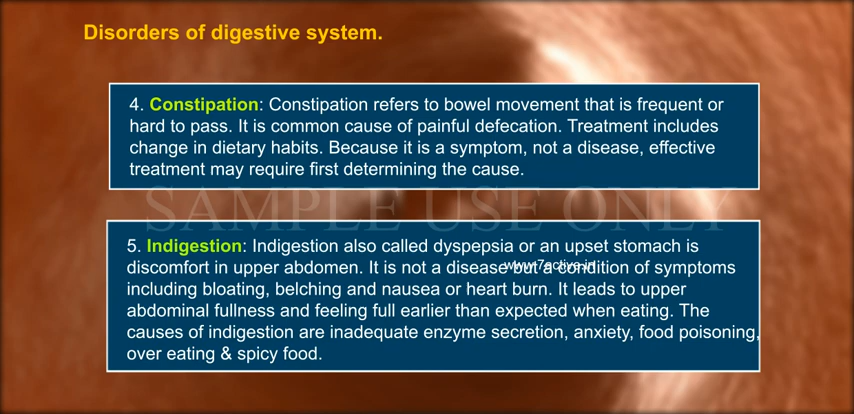 Disorders of digestive system.
4. Constipation: Constipation refers to bowel movement that is frequent or
hard to pass. It is common cause of painful defecation. Treatment includes
change in dietary habits. Because it is a symptom, not a disease, effective
treatment may require first determining the cause.
SAMPLE USE ONLY
5. Indigestion: Indigestion also called dyspepsia or an upset stomach is
discomfort in upper abdomen. It is not a disease but a condition of symptoms
www.7active.in
including bloating, belching and nausea or heart burn. It leads to upper
abdominal fullness and feeling full earlier than expected when eating. The
causes of indigestion are inadequate enzyme secretion, anxiety, food poisoning,
over eating & spicy food.